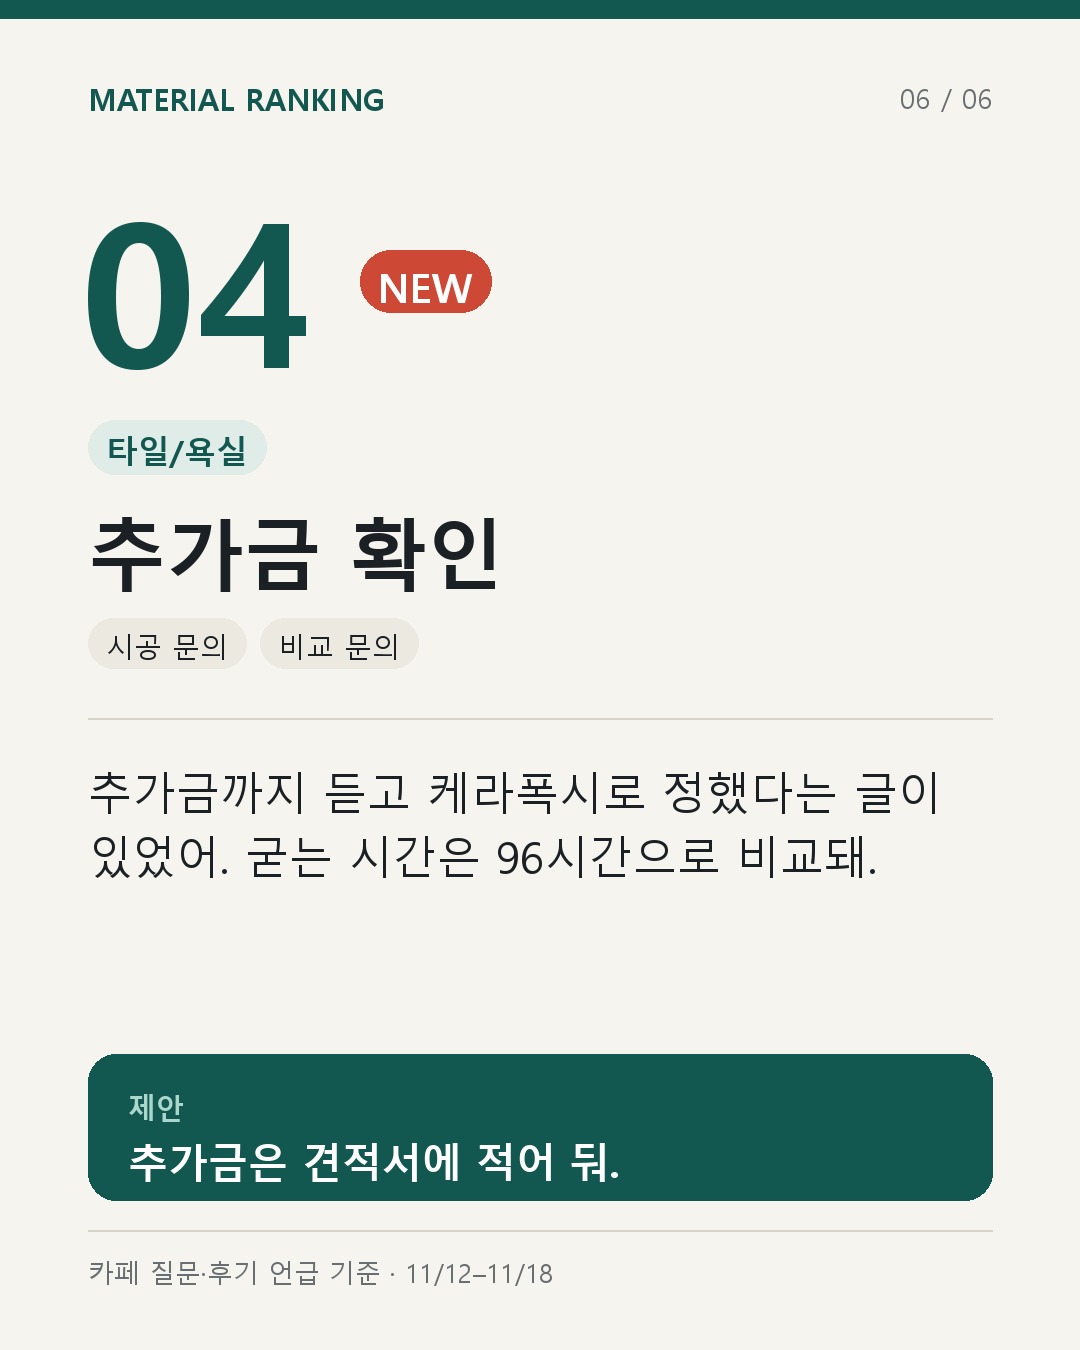 MATERIAL RANKING
06 / 06
04
NEW
타일/욕실
추가금 확인
시공 문의
비교 문의
추가금까지 듣고 케라폭시로 정했다는 글이
있었어. 굳는 시간은 96시간으로 비교돼.
제안
추가금은 견적서에 적어 둬.
카페 질문·후기 언급 기준 · 11/12–11/18